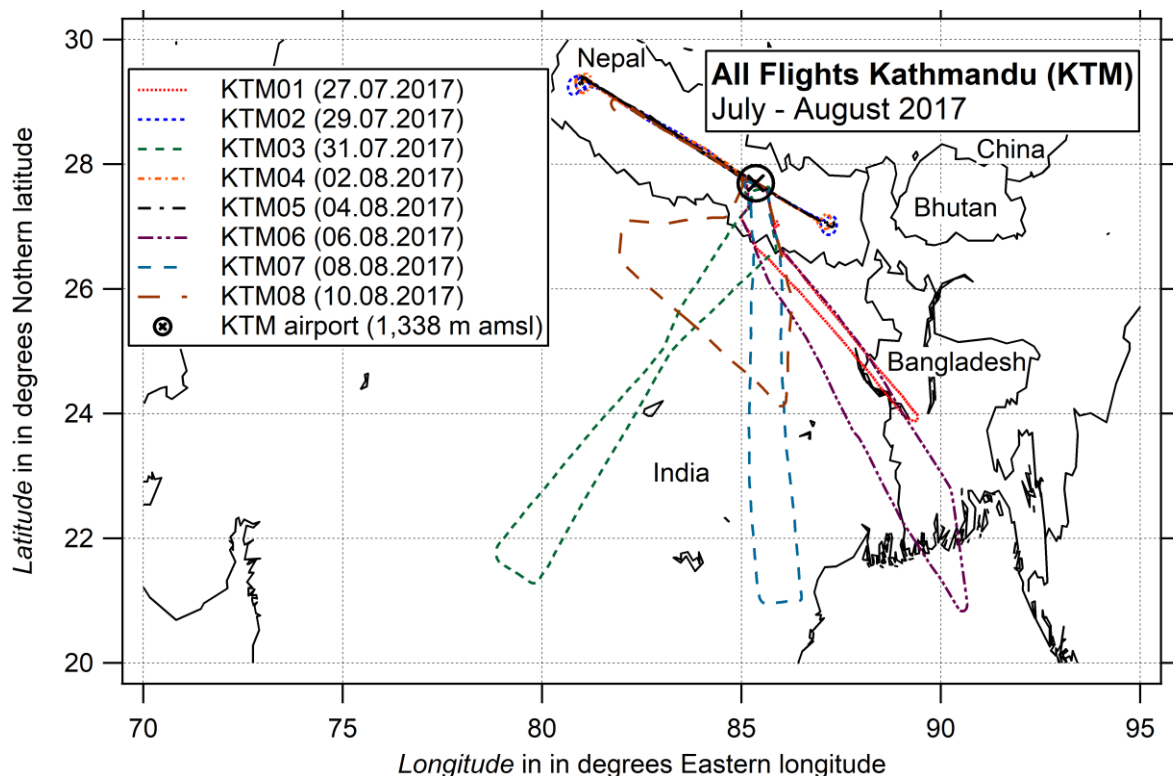 All Flights Kathmandu (KTM)
July - August 2017
KTM01 (27.07.2017)
KTM02 (29.07.2017)
KTM03 (31.07.2017)
KTM04 (02.08.2017)
KTM05 (04.08.2017)
KTM06 (06.08.2017)
KTM07 (08.08.2017)
KTM08 (10.08.2017)
KTM airport (1,338 m amsl)
Nepal
China
Bhutan
Bangladesh
India
Latitude in in degrees Nothern latitude
30
28
26
24
22
20
70
75
80
85
90
95
Longitude in in degrees Eastern longitude